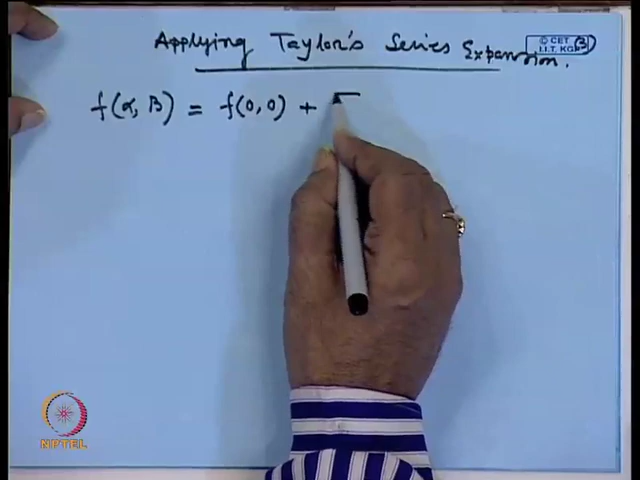 Applying Taylor's Series Expansion.
© CET
I.I.T. KGP
f(α, β) = f(0,0) +
NPTEL